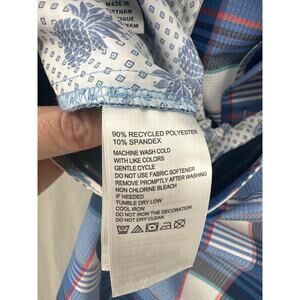 MADE IN
90% RECYCLED POLYESTER
10% SPANDEX
MACHINE WASH COLD
WITH LIKE COLORS
GENTLE CYCLE
DO NOT USE FABRIC SOFTENER
REMOVE PROMPTLY AFTER WASHING
NON CHLORINE BLEACH
IF NEEDED
TUMBLE DRY LOW
COOL IRON
DO NOT IRON THE DECORATION
DO NOT DRY CLEAN